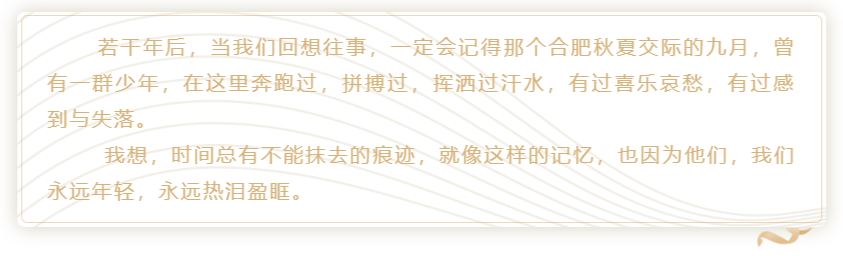 若干年后，当我们回想往事，一定会记得那个合肥秋夏交际的九月，曾
有一群少年，在这里奔跑过，拼搏过，挥洒过汗水，有过喜乐哀愁，有过感
到与失落。
我想，时间总有不能抹去的痕迹，就像这样的记忆，也因为他们，我们
永远年轻，永远热泪盈眶。